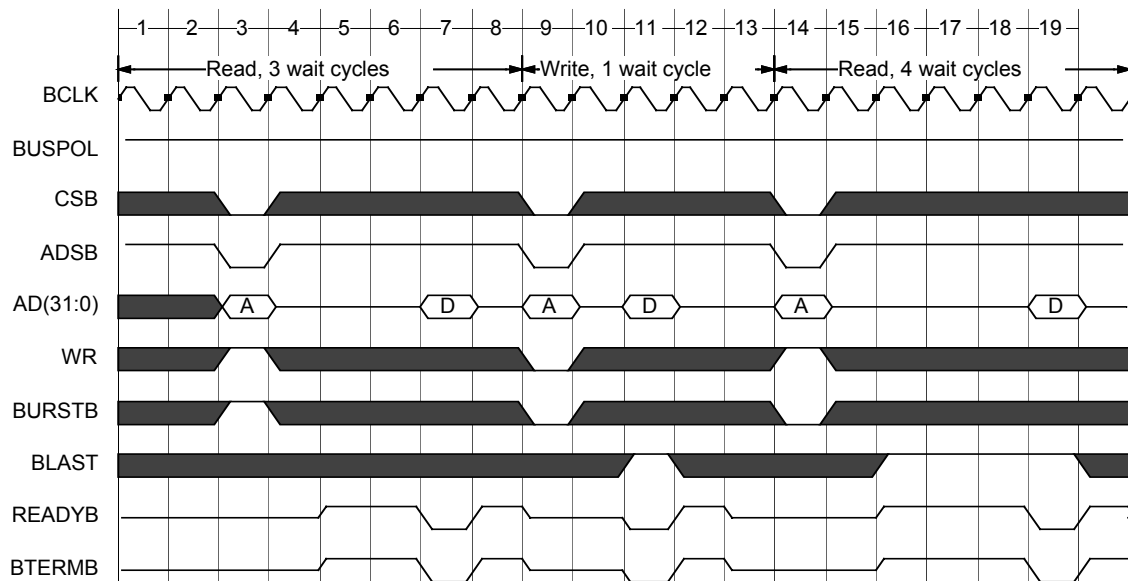 1 2 3 4 5 6 7 8 9 10 11 12 13 14 15 16 17 18 19
Read, 3 wait cycles Write, 1 wait cycle Read, 4 wait cycles
BCLK
BUSPOL
CSB
ADSB
AD(31:0) A D A D A D
WR
BURSTB
BLAST
READYB
BTERMB